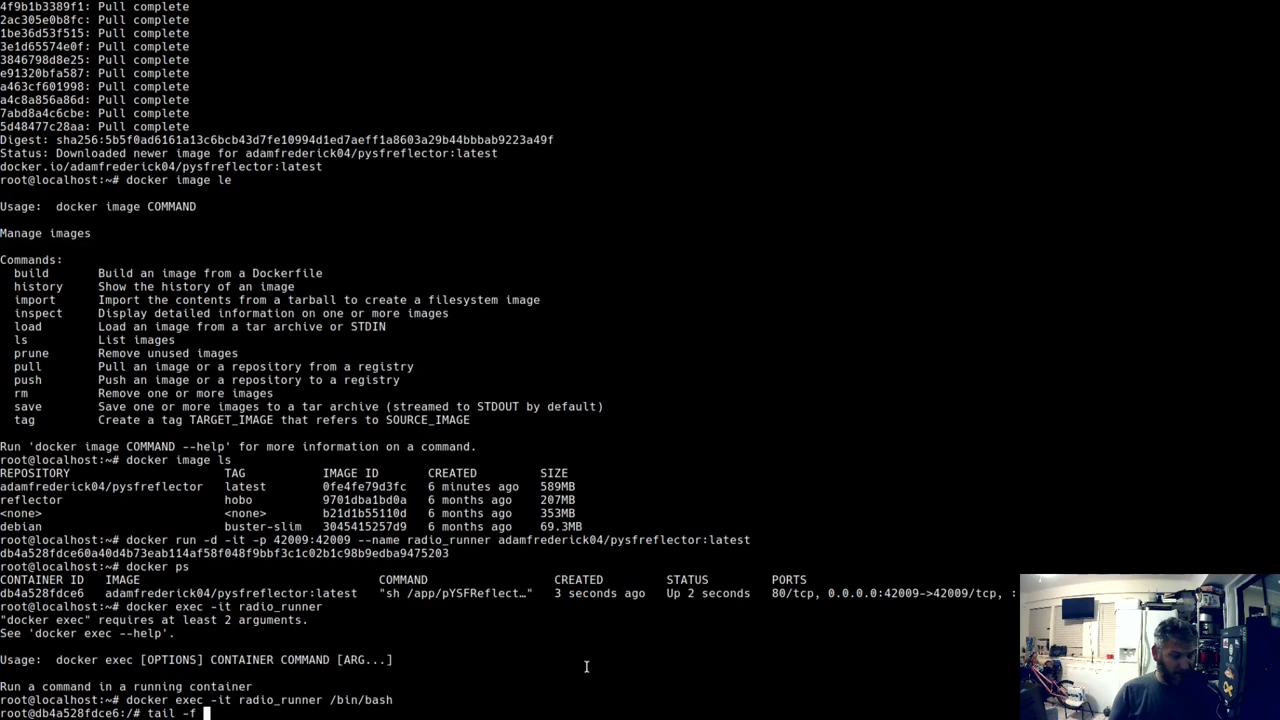 4f9b1b3389f1: Pull complete
2ac305e0b8fc: Pull complete
1be36d53f515: Pull complete
3e1d65574e0f: Pull complete
3846798d8e25: Pull complete
e91320bfa587: Pull complete
a463cf601998: Pull complete
a4c8a856a86d: Pull complete
7abd8a4c6cbe: Pull complete
5d48477c28aa: Pull complete
Digest: sha256:5b5f0ad6161a13c6bcb43d7fe10994d1ed7aeff1a8603a29b44bbbab9223a49f
Status: Downloaded newer image for adamfrederick04/pysfreflector:latest
docker.io/adamfrederick04/pysfreflector:latest
root@localhost:~# docker image le
Usage:  docker image COMMAND
Manage images
Commands:
  build       Build an image from a Dockerfile
  history     Show the history of an image
  import      Import the contents from a tarball to create a filesystem image
  inspect     Display detailed information on one or more images
  load        Load an image from a tar archive or STDIN
  ls          List images
  prune       Remove unused images
  pull        Pull an image or a repository from a registry
  push        Push an image or a repository to a registry
  rm          Remove one or more images
  save        Save one or more images to a tar archive (streamed to STDOUT by default)
  tag         Create a tag TARGET_IMAGE that refers to SOURCE_IMAGE
Run 'docker image COMMAND --help' for more information on a command.
root@localhost:~# docker image ls
REPOSITORY                      TAG           IMAGE ID       CREATED         SIZE
adamfrederick04/pysfreflector   latest        0fe4fe79d3fc   6 minutes ago   589MB
reflector                       hobo          9701dba1bd0a   6 months ago    207MB
<none>                          <none>        b21d1b55110d   6 months ago    353MB
debian                          buster-slim   3045415257d9   6 months ago    69.3MB
root@localhost:~# docker run -d -it -p 42009:42009 --name radio_runner adamfrederick04/pysfreflector:latest
db4a528fdce60a40d4b73eab114af58f048f9bbf3c1c02b1c98b9edba9475203
root@localhost:~# docker ps
CONTAINER ID   IMAGE                                  COMMAND                  CREATED         STATUS         PORTS
db4a528fdce6   adamfrederick04/pysfreflector:latest   "sh /app/pYSFReflect…"   3 seconds ago   Up 2 seconds   80/tcp, 0.0.0.0:42009->42009/tcp, :
root@localhost:~# docker exec -it radio_runner
"docker exec" requires at least 2 arguments.
See 'docker exec --help'.
Usage:  docker exec [OPTIONS] CONTAINER COMMAND [ARG...]
Run a command in a running container
root@localhost:~# docker exec -it radio_runner /bin/bash
root@db4a528fdce6:/# tail -f